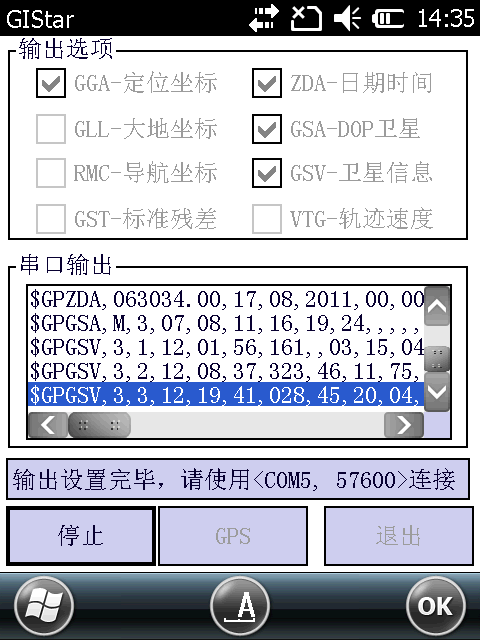 GIStar 14:35
输出选项
GGA-定位坐标 ZDA-日期时间
GLL-大地坐标 GSA-DOP卫星
RMC-导航坐标 GSV-卫星信息
GST-标准残差 VTG-轨迹速度
串口输出
$GPZDA,063034.00,17,08,2011,00,00
$GPGSA,M,3,07,08,11,16,19,24,,,,,
$GPGSV,3,1,12,01,56,161,,03,15,04
$GPGSV,3,2,12,08,37,323,46,11,75,
$GPGSV,3,3,12,19,41,028,45,20,04,
输出设置完毕，请使用<COM5, 57600>连接
停止 GPS 退出
A OK